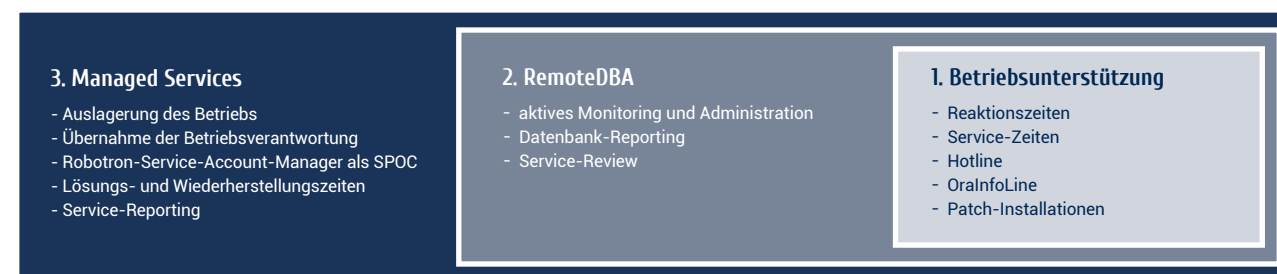 3. Managed Services
- Auslagerung des Betriebs
- Übernahme der Betriebsverantwortung
- Robotron-Service-Account-Manager als SPOC
- Lösungs- und Wiederherstellungszeiten
- Service-Reporting
2. RemoteDBA
- aktives Monitoring und Administration
- Datenbank-Reporting
- Service-Review
1. Betriebsunterstützung
- Reaktionszeiten
- Service-Zeiten
- Hotline
- OraInfoLine
- Patch-Installationen